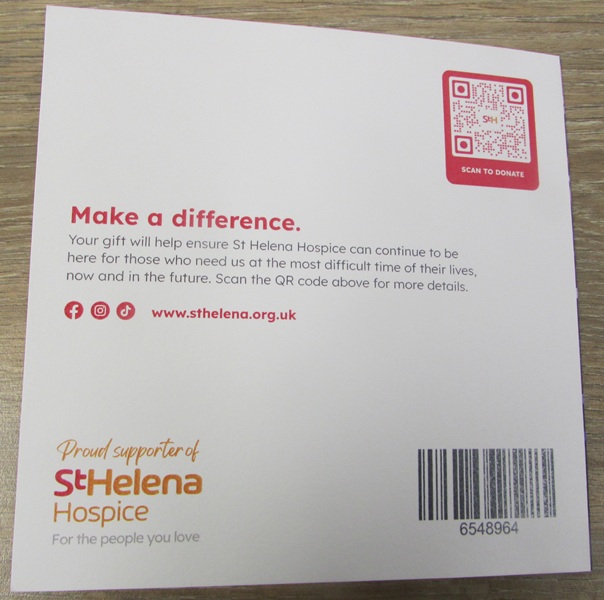 StH
SCAN TO DONATE
Make a difference.
Your gift will help ensure St Helena Hospice can continue to be
here for those who need us at the most difficult time of their lives,
now and in the future. Scan the QR code above for more details.
www.sthelena.org.uk
Proud supporter of
StHelena
Hospice
For the people you love
6548964